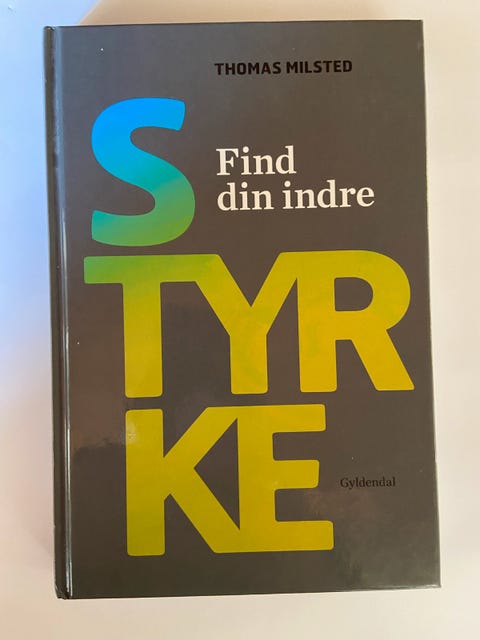 THOMAS MILSTED
Find
din indre
S
TYR
KE
Gyldendal